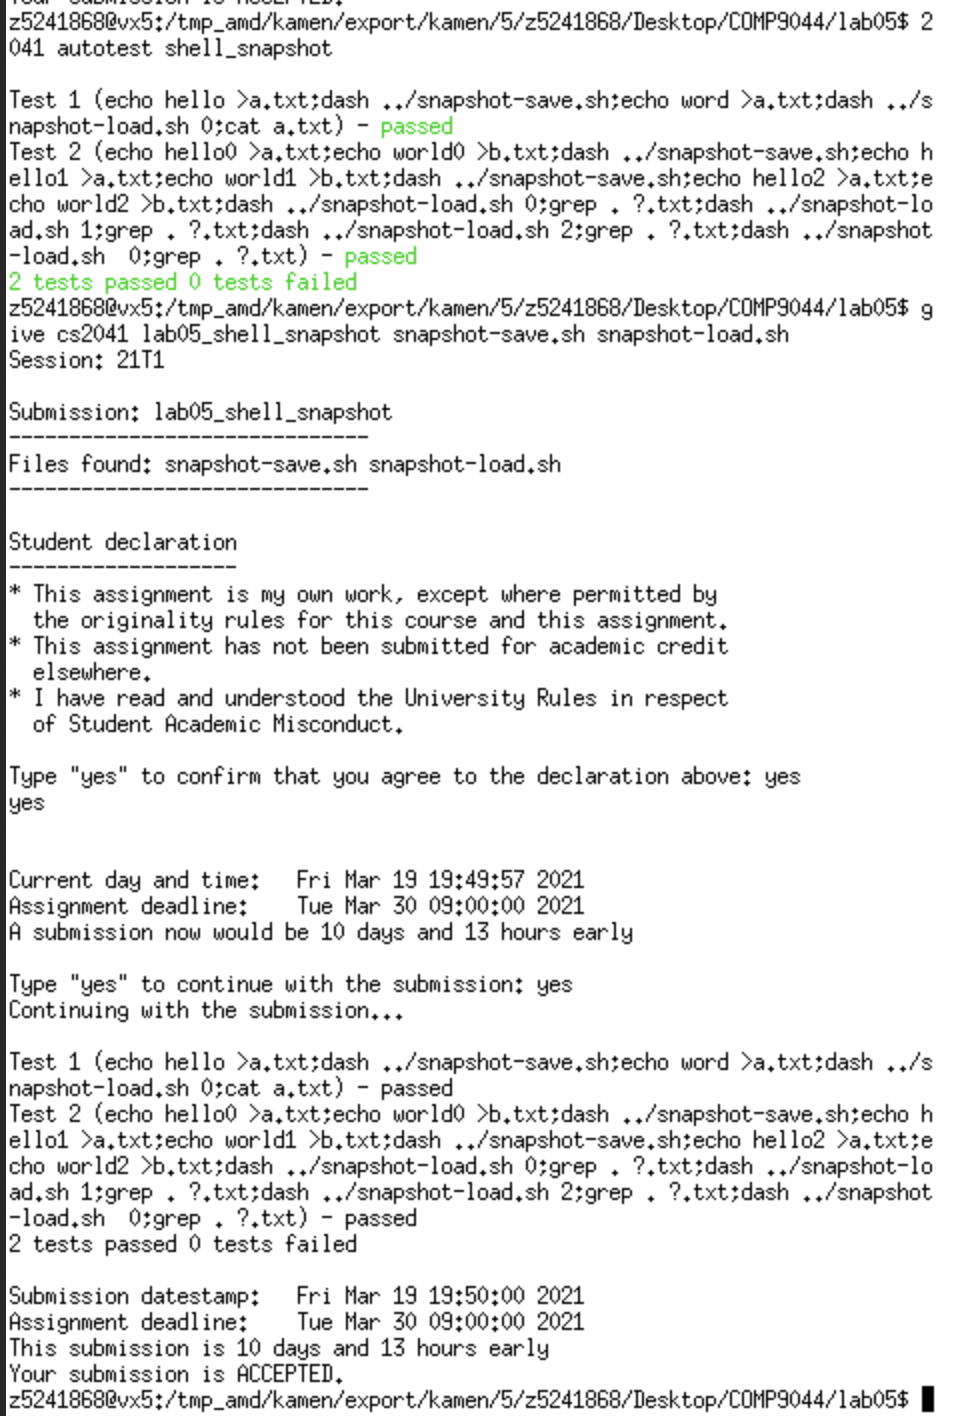 Your submission is ACCEPTED.
z5241868@vx5:/tmp_amd/kamen/export/kamen/5/z5241868/Desktop/COMP9044/lab05$ 2
041 autotest shell_snapshot
Test 1 (echo hello >a.txt;dash ../snapshot-save.sh;echo word >a.txt;dash ../s
napshot-load.sh 0;cat a.txt) - passed
Test 2 (echo hello0 >a.txt;echo world0 >b.txt;dash ../snapshot-save.sh;echo h
ello1 >a.txt;echo world1 >b.txt;dash ../snapshot-save.sh;echo hello2 >a.txt;e
cho world2 >b.txt;dash ../snapshot-load.sh 0;grep . ?.txt;dash ../snapshot-lo
ad.sh 1;grep . ?.txt;dash ../snapshot-load.sh 2;grep . ?.txt;dash ../snapshot
-load.sh  0;grep . ?.txt) - passed
2 tests passed 0 tests failed
z5241868@vx5:/tmp_amd/kamen/export/kamen/5/z5241868/Desktop/COMP9044/lab05$ g
ive cs2041 lab05_shell_snapshot snapshot-save.sh snapshot-load.sh
Session: 21T1
Submission: lab05_shell_snapshot
------------------------------
Files found: snapshot-save.sh snapshot-load.sh
------------------------------
Student declaration
-------------------
* This assignment is my own work, except where permitted by
the originality rules for this course and this assignment.
* This assignment has not been submitted for academic credit
elsewhere.
* I have read and understood the University Rules in respect
of Student Academic Misconduct.
Type "yes" to confirm that you agree to the declaration above: yes
yes
Current day and time:   Fri Mar 19 19:49:57 2021
Assignment deadline:    Tue Mar 30 09:00:00 2021
A submission now would be 10 days and 13 hours early
Type "yes" to continue with the submission: yes
Continuing with the submission...
Test 1 (echo hello >a.txt;dash ../snapshot-save.sh;echo word >a.txt;dash ../s
napshot-load.sh 0;cat a.txt) - passed
Test 2 (echo hello0 >a.txt;echo world0 >b.txt;dash ../snapshot-save.sh;echo h
ello1 >a.txt;echo world1 >b.txt;dash ../snapshot-save.sh;echo hello2 >a.txt;e
cho world2 >b.txt;dash ../snapshot-load.sh 0;grep . ?.txt;dash ../snapshot-lo
ad.sh 1;grep . ?.txt;dash ../snapshot-load.sh 2;grep . ?.txt;dash ../snapshot
-load.sh  0;grep . ?.txt) - passed
2 tests passed 0 tests failed
Submission datestamp:   Fri Mar 19 19:50:00 2021
Assignment deadline:    Tue Mar 30 09:00:00 2021
This submission is 10 days and 13 hours early
Your submission is ACCEPTED.
z5241868@vx5:/tmp_amd/kamen/export/kamen/5/z5241868/Desktop/COMP9044/lab05$